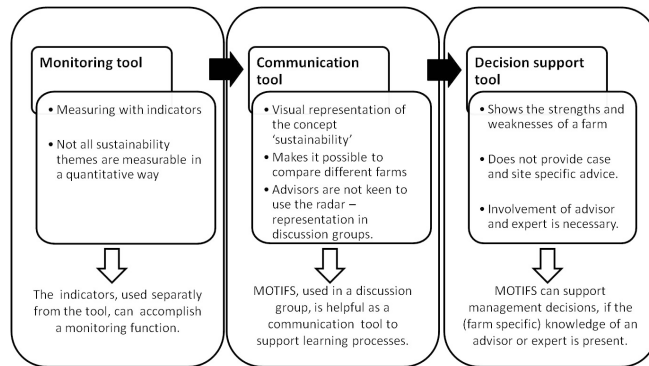 Monitoring tool
• Measuring with indicators
• Not all sustainability
themes are measurable in
a quantitative way
The indicators, used separatly
from the tool, can accomplish
a monitoring function.
Communication
tool
• Visual representation of
the concept
'sustainability'
• Makes it possible to
compare different farms
• Advisors are not keen to
use the radar –
representation in
discussion groups.
MOTIFS, used in a discussion
group, is helpful as a
communication tool to
support learning processes.
Decision support
tool
• Shows the strengths and
weaknesses of a farm
• Does not provide case and
site specific advice.
• Involvement of advisor
and expert is necessary.
MOTIFS can support
management decisions, if the
(farm specific) knowledge of an
advisor or expert is present.